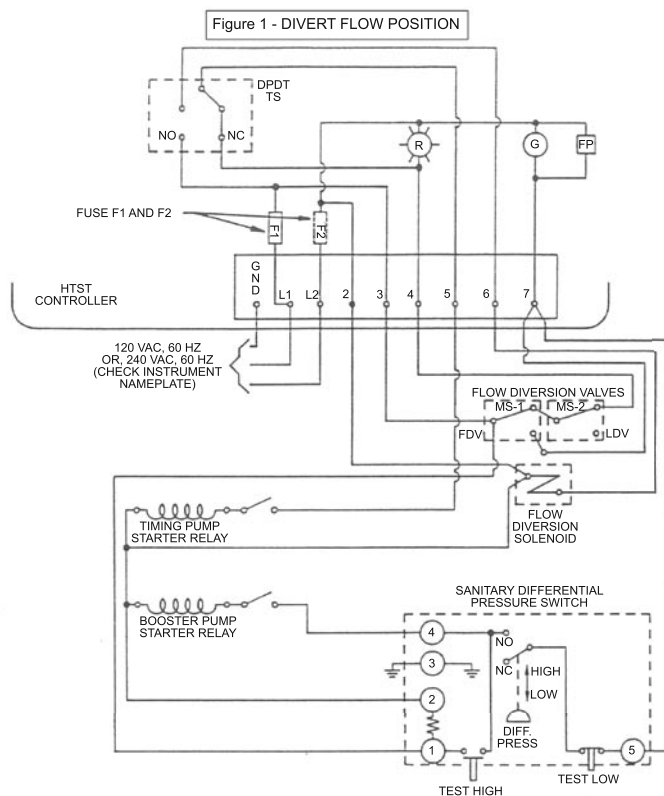 Figure 1 - DIVERT FLOW POSITION
DPDT
TS
NO
NC
R
G
FP
FUSE F1 AND F2
F1
F2
HTST
CONTROLLER
GND
L1
L2
2
3
4
5
6
7
120 VAC, 60 HZ
OR, 240 VAC, 60 HZ
(CHECK INSTRUMENT
NAMEPLATE)
FLOW DIVERSION VALVES
MS-1
MS-2
FDV
LDV
FLOW
DIVERSION
SOLENOID
TIMING PUMP
STARTER RELAY
BOOSTER PUMP
STARTER RELAY
SANITARY DIFFERENTIAL
PRESSURE SWITCH
4
NO
3
NC
HIGH
LOW
2
DIFF.
PRESS
1
5
TEST HIGH
TEST LOW